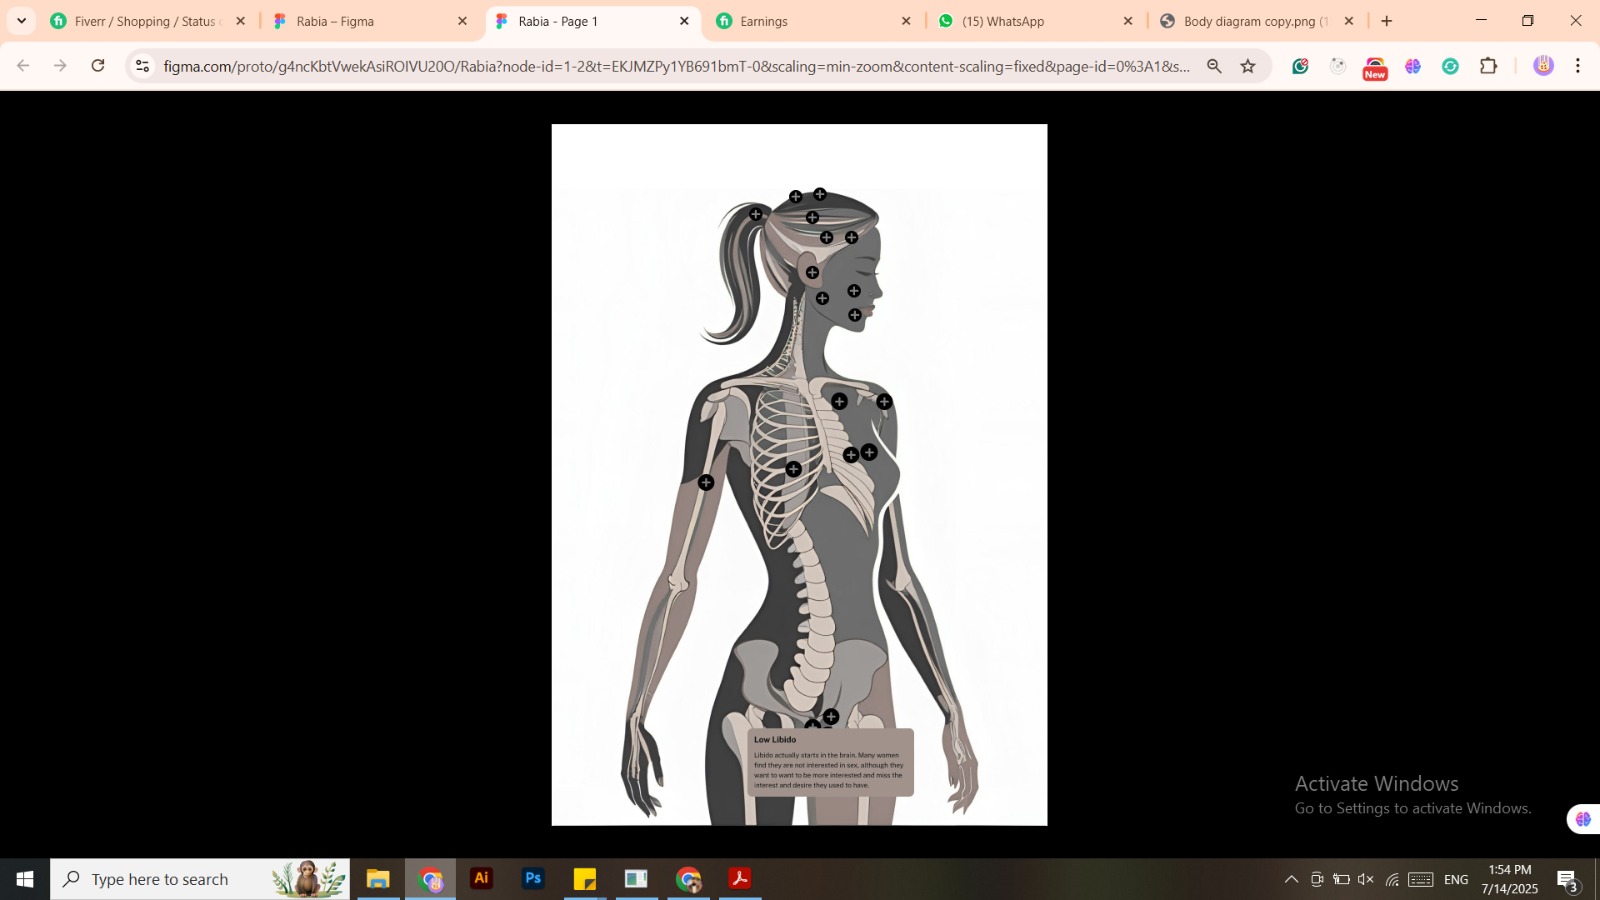 Fiverr / Shopping / Status
Rabia – Figma
Rabia - Page 1
Earnings
(15) WhatsApp
Body diagram copy.png (1
figma.com/proto/g4ncKbtVwekAsiROlVU20O/Rabia?node-id=1-2&t=EKJMZPy1YB691bmT-0&scaling=min-zoom&content-scaling=fixed&page-id=0%3A1&s...
New
Low Libido
Libido actually starts in the brain. Many women
find they are not interested in sex, although they
want to want to be more interested and miss the
interest and desire they used to have.
Activate Windows
Go to Settings to activate Windows.
Type here to search
Ai
Ps
ENG
1:54 PM
7/14/2025
3